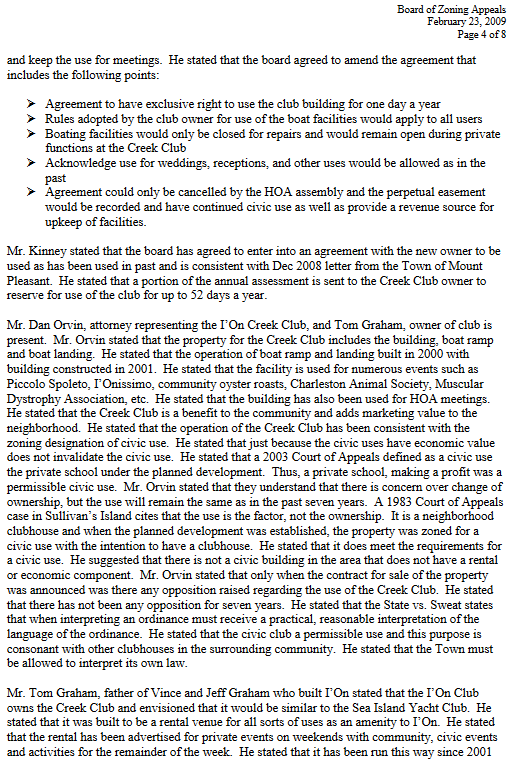 Board of Zoning Appeals
February 23, 2009
Page 4 of 8
and keep the use for meetings.  He stated that the board agreed to amend the agreement that
includes the following points:
➢ Agreement to have exclusive right to use the club building for one day a year
➢ Rules adopted by the club owner for use of the boat facilities would apply to all users
➢ Boating facilities would only be closed for repairs and would remain open during private
functions at the Creek Club
➢ Acknowledge use for weddings, receptions, and other uses would be allowed as in the
past
➢ Agreement could only be cancelled by the HOA assembly and the perpetual easement
would be recorded and have continued civic use as well as provide a revenue source for
upkeep of facilities.
Mr. Kinney stated that the board has agreed to enter into an agreement with the new owner to be
used as has been used in past and is consistent with Dec 2008 letter from the Town of Mount
Pleasant.  He stated that a portion of the annual assessment is sent to the Creek Club owner to
reserve for use of the club for up to 52 days a year.
Mr. Dan Orvin, attorney representing the I'On Creek Club, and Tom Graham, owner of club is
present.  Mr. Orvin stated that the property for the Creek Club includes the building, boat ramp
and boat landing.  He stated that the operation of boat ramp and landing built in 2000 with
building constructed in 2001.  He stated that the facility is used for numerous events such as
Piccolo Spoleto, I'Onissimo, community oyster roasts, Charleston Animal Society, Muscular
Dystrophy Association, etc.  He stated that the building has also been used for HOA meetings.
He stated that the Creek Club is a benefit to the community and adds marketing value to the
neighborhood.  He stated that the operation of the Creek Club has been consistent with the
zoning designation of civic use.  He stated that just because the civic uses have economic value
does not invalidate the civic use.  He stated that a 2003 Court of Appeals defined as a civic use
the private school under the planned development.  Thus, a private school, making a profit was a
permissible civic use.  Mr. Orvin stated that they understand that there is concern over change of
ownership, but the use will remain the same as in the past seven years.  A 1983 Court of Appeals
case in Sullivan's Island cites that the use is the factor, not the ownership.  It is a neighborhood
clubhouse and when the planned development was established, the property was zoned for a
civic use with the intention to have a clubhouse.  He stated that it does meet the requirements for
a civic use.  He suggested that there is not a civic building in the area that does not have a rental
or economic component.  Mr. Orvin stated that only when the contract for sale of the property
was announced was there any opposition raised regarding the use of the Creek Club.  He stated
that there has not been any opposition for seven years.  He stated that the State vs. Sweat states
that when interpreting an ordinance must receive a practical, reasonable interpretation of the
language of the ordinance.  He stated that the civic club a permissible use and this purpose is
consonant with other clubhouses in the surrounding community.  He stated that the Town must
be allowed to interpret its own law.
Mr. Tom Graham, father of Vince and Jeff Graham who built I'On stated that the I'On Club
owns the Creek Club and envisioned that it would be similar to the Sea Island Yacht Club.  He
stated that it was built to be a rental venue for all sorts of uses as an amenity to I'On.  He stated
that the rental has been advertised for private events on weekends with community, civic events
and activities for the remainder of the week.  He stated that it has been run this way since 2001